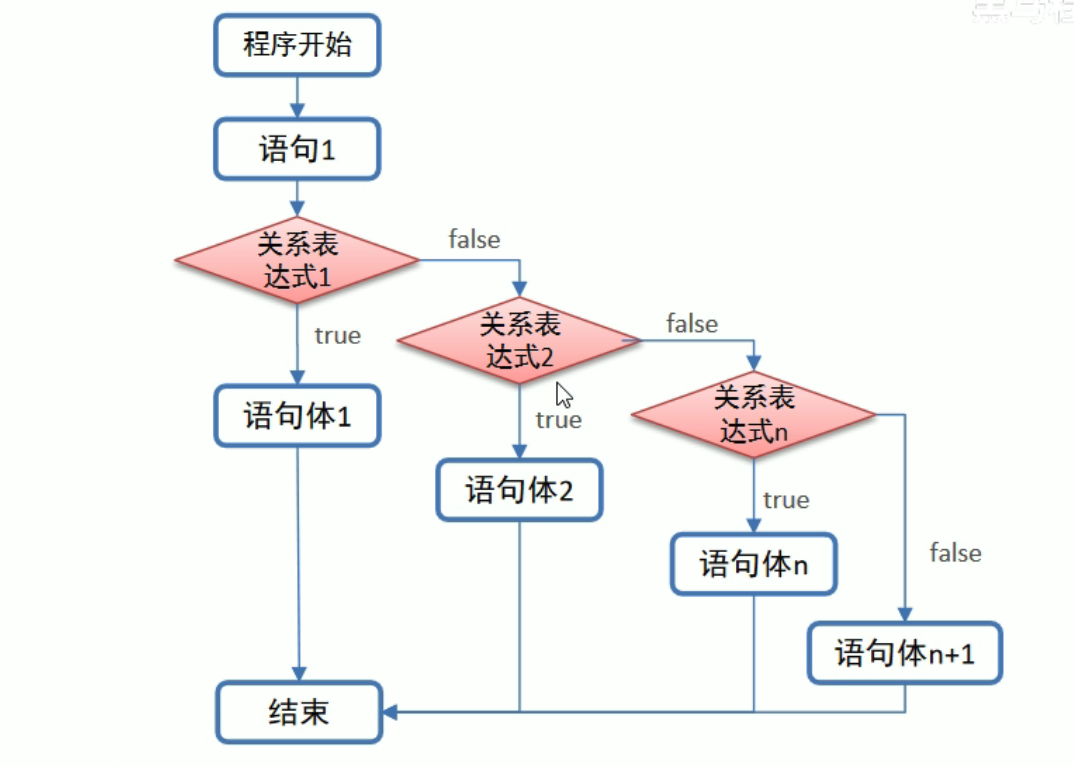 程序开始
语句1
关系表
达式1
false
true
关系表
达式2
false
true
关系表
达式n
true
false
语句体1
语句体2
语句体n
语句体n+1
结束